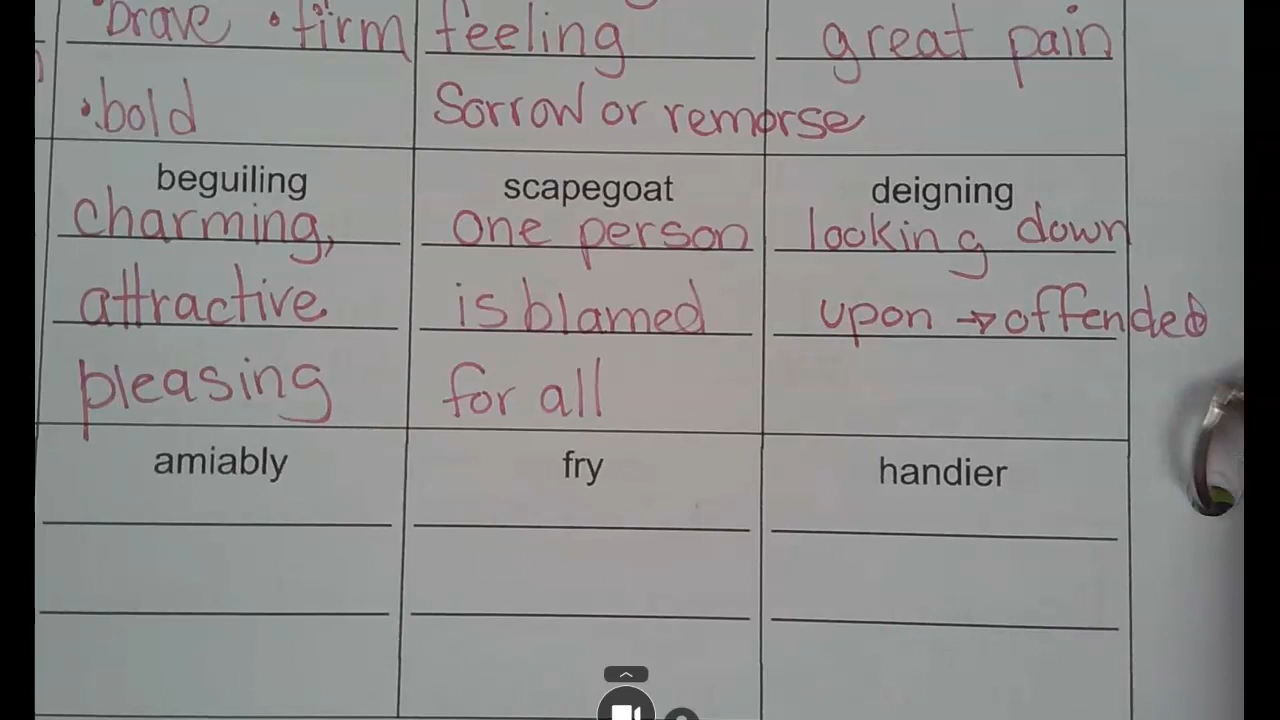 •brave •firm
feeling
great pain
•bold
Sorrow or remorse
beguiling
scapegoat
deigning
charming,
one person
looking down
attractive
is blamed
upon → offended
pleasing
for all
amiably
fry
handier